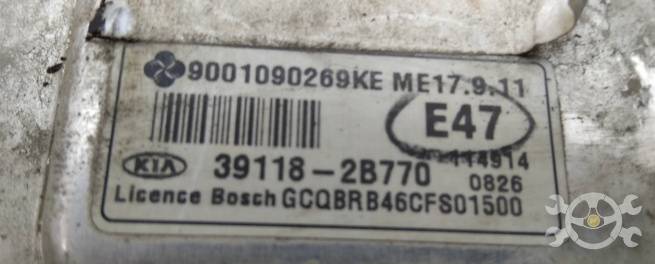 9001090269KE ME17.9.11
E47
114914
KIA 39118-2B770 0826
Licence Bosch GCQBRB46CFS01500